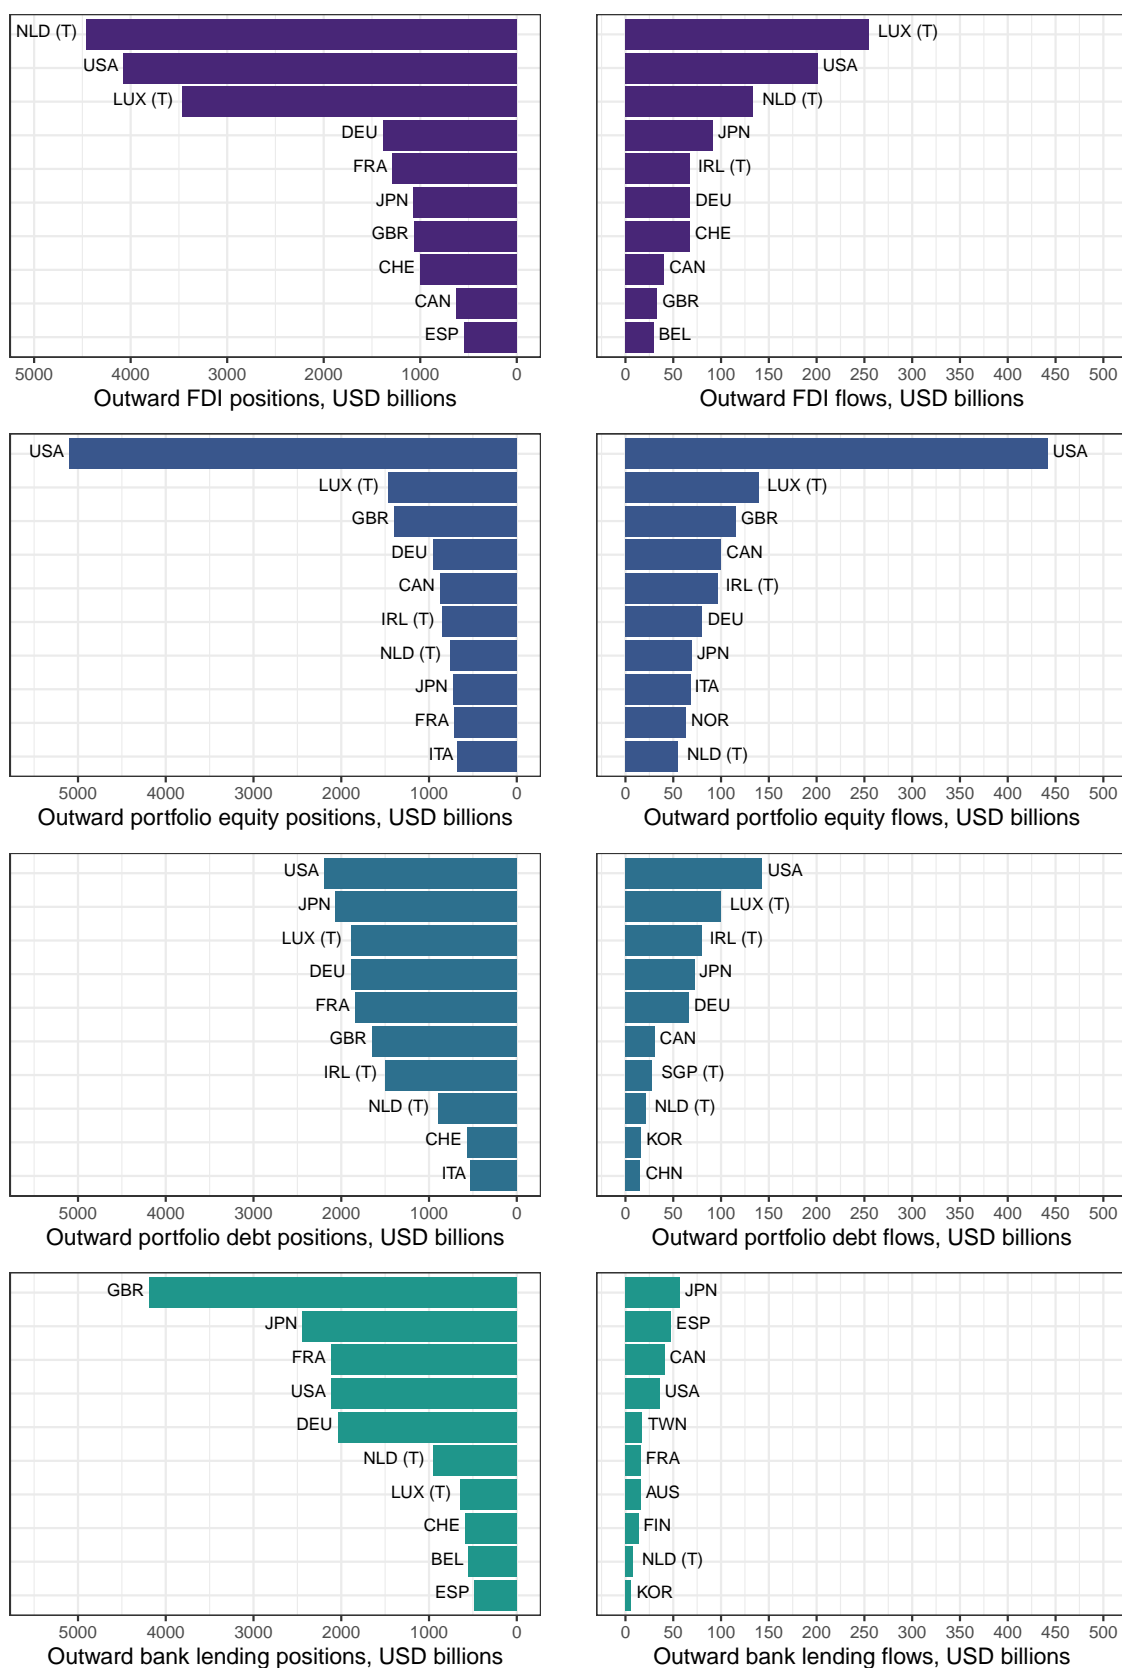 NLD (T)
USA
LUX (T)
DEU
FRA
JPN
GBR
CHE
CAN
ESP
5000 4000 3000 2000 1000 0
Outward FDI positions, USD billions
LUX (T)
USA
NLD (T)
JPN
IRL (T)
DEU
CHE
CAN
GBR
BEL
0 50 100 150 200 250 300 350 400 450 500
Outward FDI flows, USD billions
USA
LUX (T)
GBR
DEU
CAN
IRL (T)
NLD (T)
JPN
FRA
ITA
5000 4000 3000 2000 1000 0
Outward portfolio equity positions, USD billions
USA
LUX (T)
GBR
CAN
IRL (T)
DEU
JPN
ITA
NOR
NLD (T)
0 50 100 150 200 250 300 350 400 450 500
Outward portfolio equity flows, USD billions
USA
JPN
LUX (T)
DEU
FRA
GBR
IRL (T)
NLD (T)
CHE
ITA
5000 4000 3000 2000 1000 0
Outward portfolio debt positions, USD billions
USA
LUX (T)
IRL (T)
JPN
DEU
CAN
SGP (T)
NLD (T)
KOR
CHN
0 50 100 150 200 250 300 350 400 450 500
Outward portfolio debt flows, USD billions
GBR
JPN
FRA
USA
DEU
NLD (T)
LUX (T)
CHE
BEL
ESP
5000 4000 3000 2000 1000 0
Outward bank lending positions, USD billions
JPN
ESP
CAN
USA
TWN
FRA
AUS
FIN
NLD (T)
KOR
0 50 100 150 200 250 300 350 400 450 500
Outward bank lending flows, USD billions